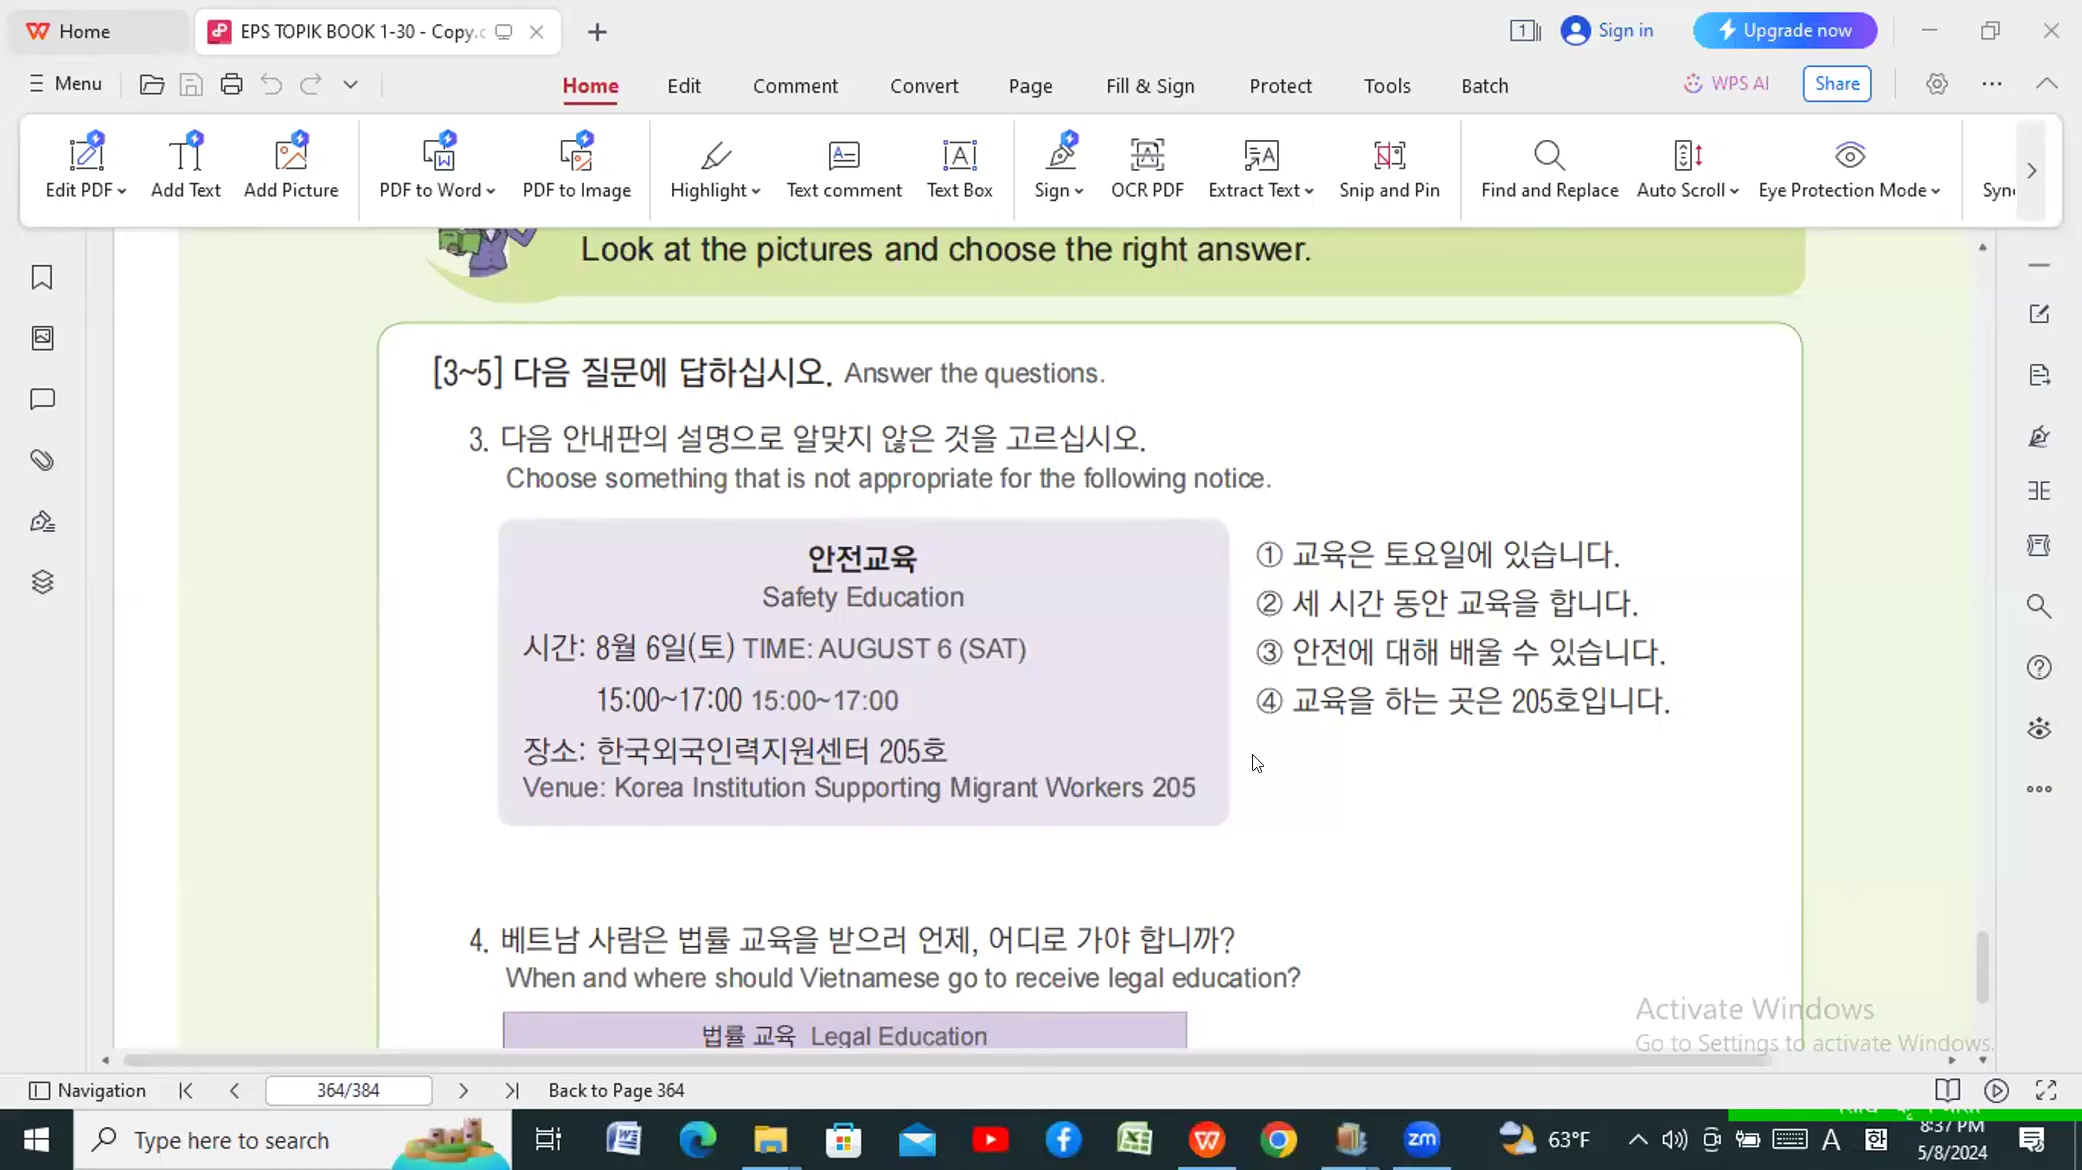 Home
EPS TOPIK BOOK 1-30 - Copy.c
Sign in
Upgrade now
Menu
Home Edit Comment Convert Page Fill & Sign Protect Tools Batch
WPS AI
Share
Edit PDF Add Text Add Picture PDF to Word PDF to Image Highlight Text comment Text Box Sign OCR PDF Extract Text Snip and Pin Find and Replace Auto Scroll Eye Protection Mode Sync
Look at the pictures and choose the right answer.
[3~5] 다음 질문에 답하십시오. Answer the questions.
3. 다음 안내판의 설명으로 알맞지 않은 것을 고르십시오.
Choose something that is not appropriate for the following notice.
안전교육
Safety Education
시간: 8월 6일(토) TIME: AUGUST 6 (SAT)
15:00~17:00 15:00~17:00
장소: 한국외국인력지원센터 205호
Venue: Korea Institution Supporting Migrant Workers 205
① 교육은 토요일에 있습니다.
② 세 시간 동안 교육을 합니다.
③ 안전에 대해 배울 수 있습니다.
④ 교육을 하는 곳은 205호입니다.
4. 베트남 사람은 법률 교육을 받으러 언제, 어디로 가야 합니까?
When and where should Vietnamese go to receive legal education?
법률 교육 Legal Education
Activate Windows
Go to Settings to activate Windows.
Navigation
364/384
Back to Page 364
Type here to search
63°F
A
한
8:37 PM
5/8/2024